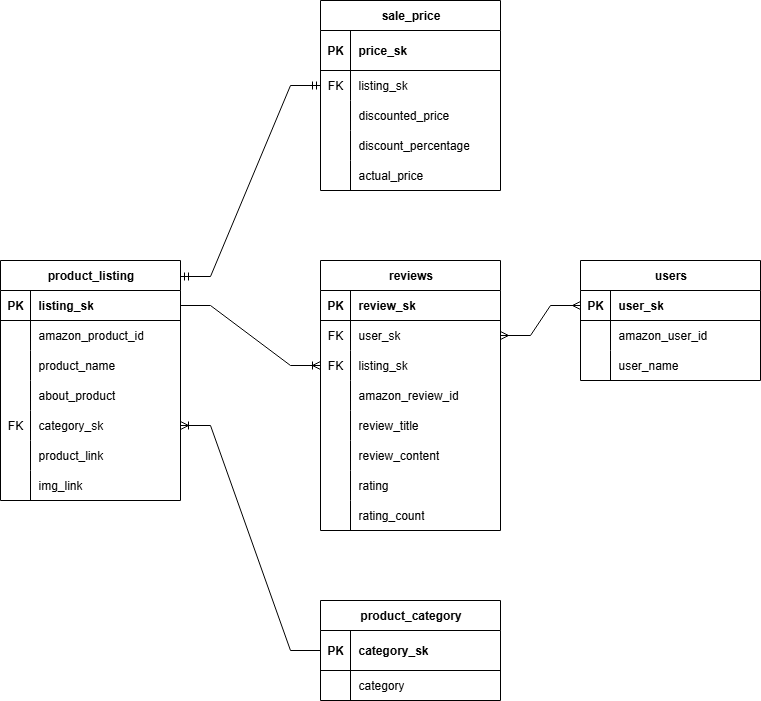 sale_price
PK price_sk
FK listing_sk
discounted_price
discount_percentage
actual_price
product_listing
PK listing_sk
amazon_product_id
product_name
about_product
FK category_sk
product_link
img_link
reviews
PK review_sk
FK user_sk
FK listing_sk
amazon_review_id
review_title
review_content
rating
rating_count
users
PK user_sk
amazon_user_id
user_name
product_category
PK category_sk
category